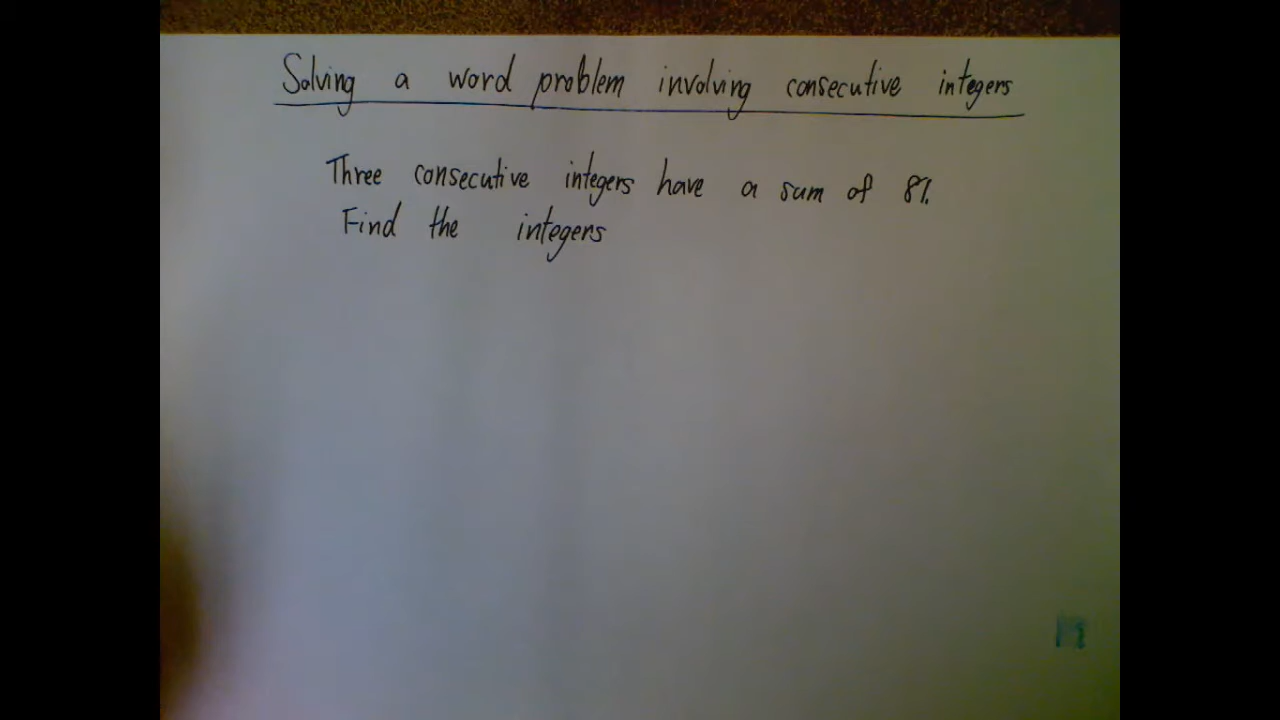 Solving a word problem involving consecutive integers
Three consecutive integers have a sum of 87.
Find the integers